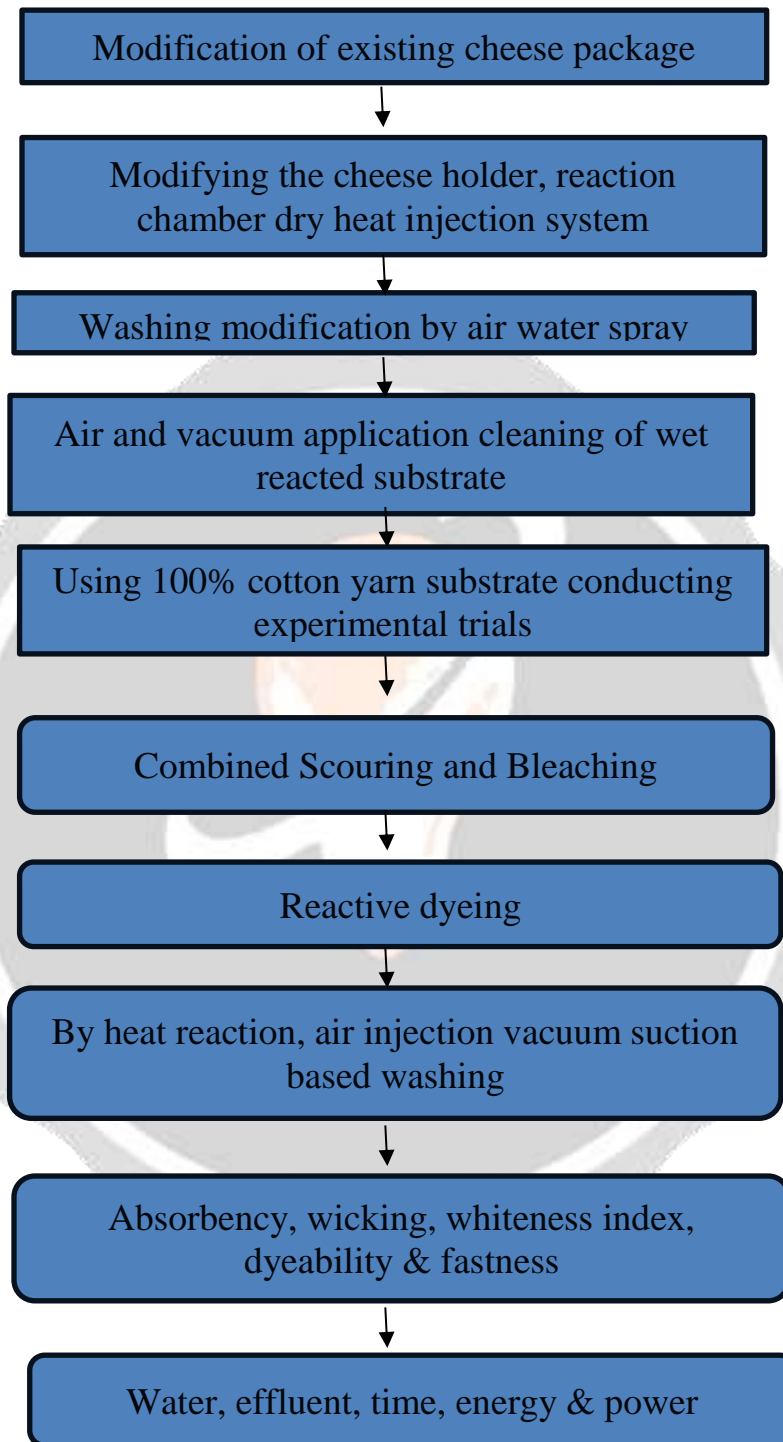 Modification of existing cheese package
Modifying the cheese holder, reaction
chamber dry heat injection system
Washing modification by air water spray
Air and vacuum application cleaning of wet
reacted substrate
Using 100% cotton yarn substrate conducting
experimental trials
Combined Scouring and Bleaching
Reactive dyeing
By heat reaction, air injection vacuum suction
based washing
Absorbency, wicking, whiteness index,
dyeability & fastness
Water, effluent, time, energy & power